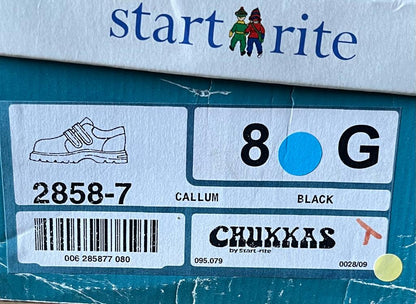 start rite
8 G
2858-7 CALLUM BLACK
CHUKKAS
by Start-rite
006 285877 080 095.079 0028/09